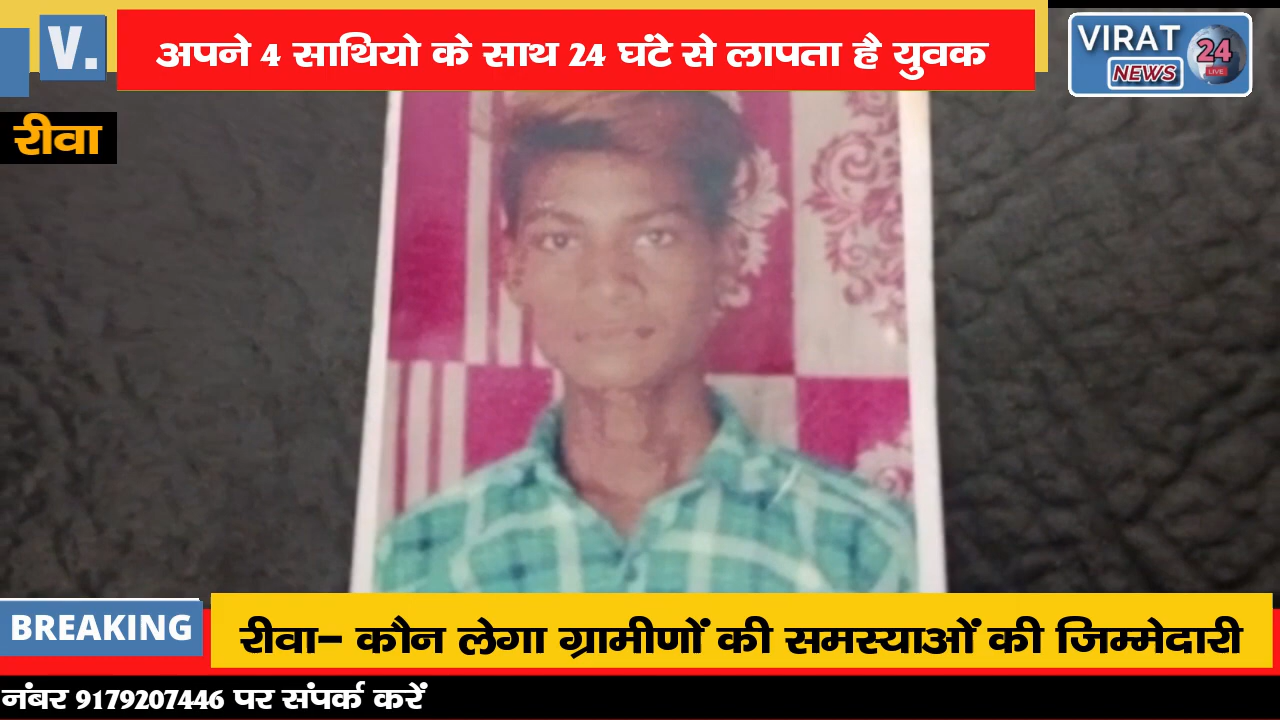 V.
अपने 4 साथियो के साथ 24 घंटे से लापता है युवक
VIRAT
24
NEWS
LIVE
रीवा
BREAKING
रीवा- कौन लेगा ग्रामीणों की समस्याओं की जिम्मेदारी
नंबर 9179207446 पर संपर्क करें